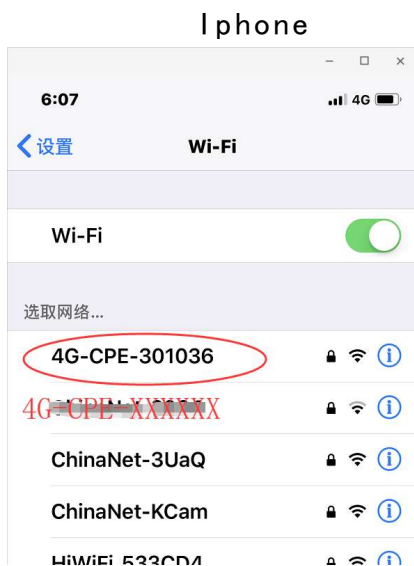 Iphone
6:07
4G
设置
Wi-Fi
Wi-Fi
选取网络...
4G-CPE-301036
4G-CPE-XXXXXX
ChinaNet-3UaQ
ChinaNet-KCam
HiWiFi_533CD4